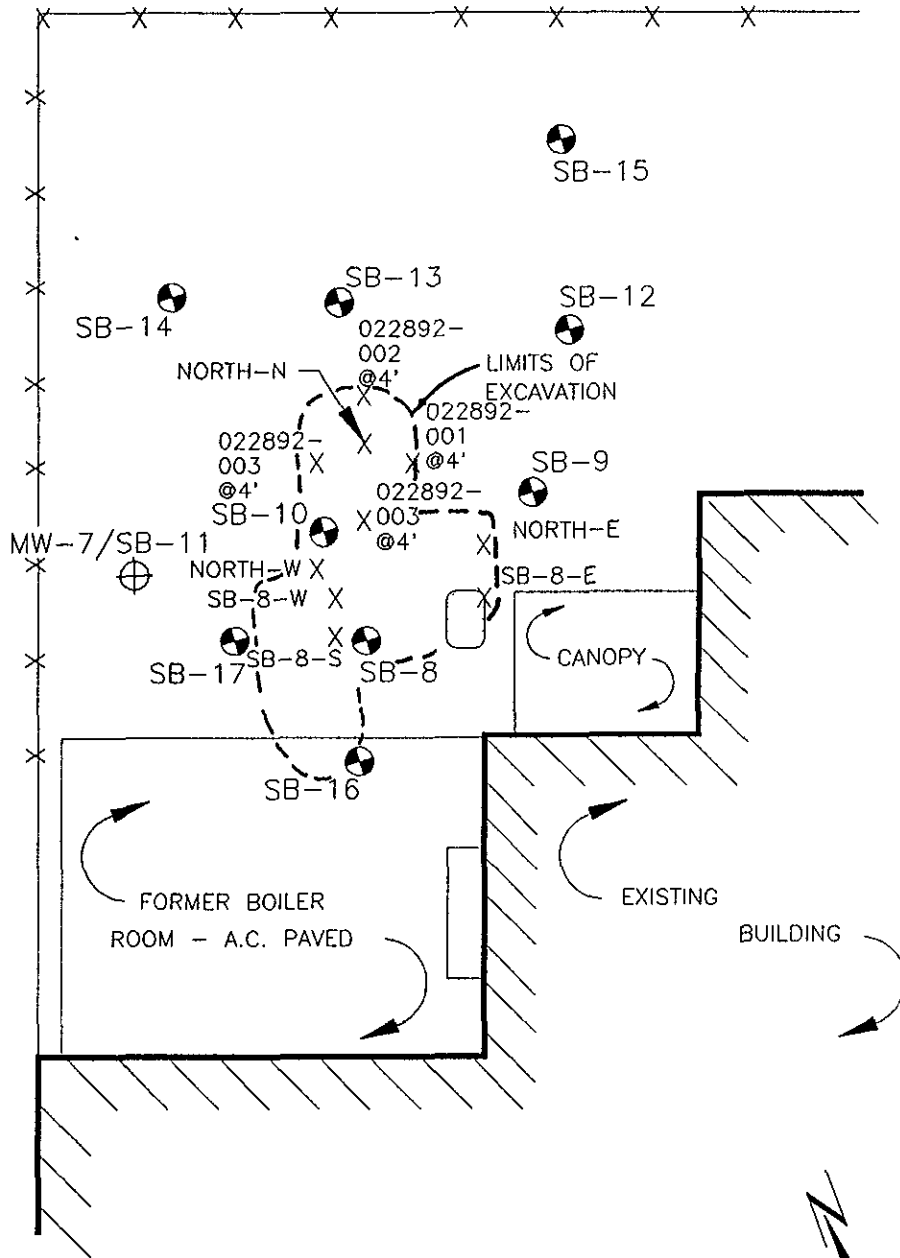 SB-15
SB-13
SB-12
SB-14
022892-
002
@4'
NORTH-N
LIMITS OF
EXCAVATION
022892-
001
@4'
022892-
003
@4'
SB-9
022892-
003
@4'
SB-10
NORTH-E
MW-7/SB-11
NORTH-W
SB-8-E
SB-8-W
SB-17
SB-8-S
SB-8
CANOPY
SB-16
FORMER BOILER
ROOM - A.C. PAVED
EXISTING
BUILDING
N